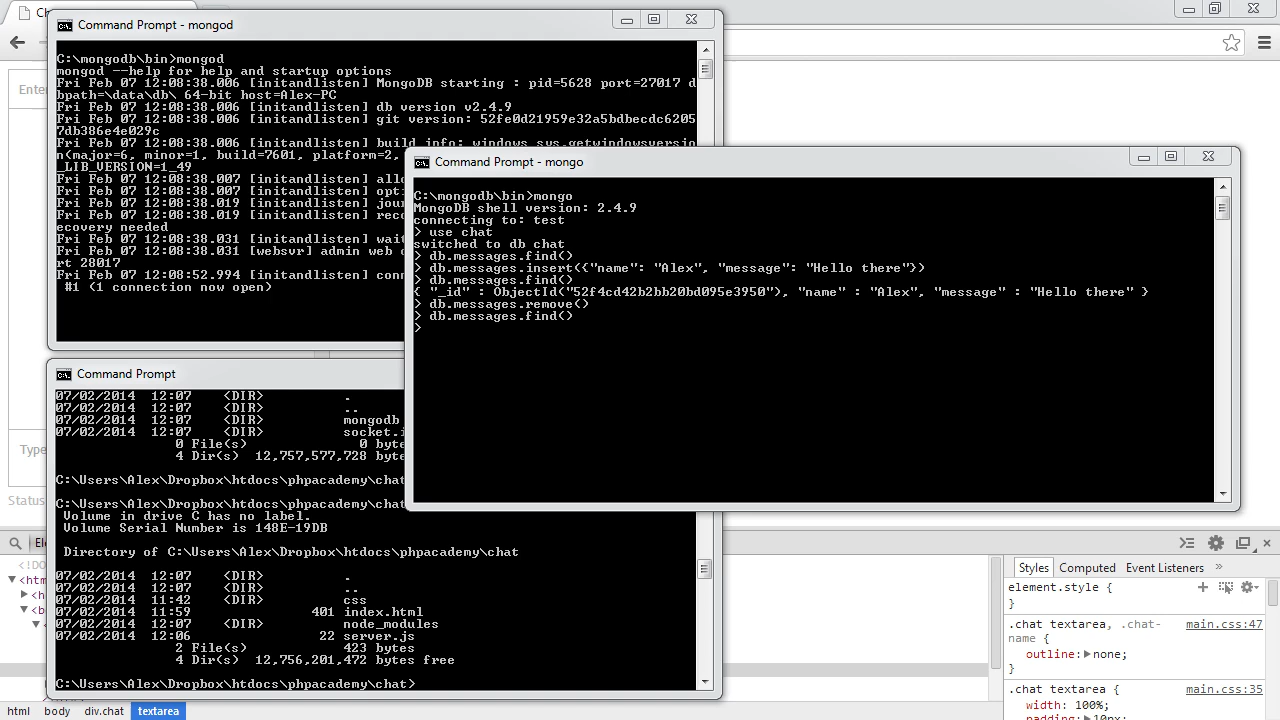 Command Prompt - mongod
C:\mongodb\bin>mongod
mongod --help for help and startup options
Fri Feb 07 12:08:38.006 [initandlisten] MongoDB starting : pid=5628 port=27017 d
bpath=\data\db\ 64-bit host=Alex-PC
Fri Feb 07 12:08:38.006 [initandlisten] db version v2.4.9
Fri Feb 07 12:08:38.006 [initandlisten] git version: 52fe0d21959e32a5bdbecdc6205
7db386e4e029c
Fri Feb 07 12:08:38.006 [initandlisten] build info: windows sys.getwindowsversio
n(major=6, minor=1, build=7601, platform=2,
_LIB_VERSION=1_49
Fri Feb 07 12:08:38.007 [initandlisten] allo
Fri Feb 07 12:08:38.007 [initandlisten] opti
Fri Feb 07 12:08:38.019 [initandlisten] jour
Fri Feb 07 12:08:38.019 [initandlisten] reco
ecovery needed
Fri Feb 07 12:08:38.031 [initandlisten] wait
Fri Feb 07 12:08:38.031 [websvr] admin web c
rt 28017
Fri Feb 07 12:08:52.994 [initandlisten] conn
#1 (1 connection now open)
Command Prompt - mongo
C:\mongodb\bin>mongo
MongoDB shell version: 2.4.9
connecting to: test
> use chat
switched to db chat
> db.messages.find()
> db.messages.insert({"name": "Alex", "message": "Hello there"})
> db.messages.find()
{ "_id" : ObjectId("52f4cd42b2bb20bd095e3950"), "name" : "Alex", "message" : "Hello there" }
> db.messages.remove()
> db.messages.find()
>
Command Prompt
07/02/2014 12:07 <DIR> .
07/02/2014 12:07 <DIR> ..
07/02/2014 12:07 <DIR> mongodb
07/02/2014 12:07 <DIR> socket.i
0 File(s) 0 bytes
4 Dir(s) 12,757,577,728 bytes
C:\Users\Alex\Dropbox\htdocs\phpacademy\chat
C:\Users\Alex\Dropbox\htdocs\phpacademy\chat
Volume in drive C has no label.
Volume Serial Number is 148E-19DB
Directory of C:\Users\Alex\Dropbox\htdocs\phpacademy\chat
07/02/2014 12:07 <DIR> .
07/02/2014 12:07 <DIR> ..
07/02/2014 11:42 <DIR> css
07/02/2014 11:59 401 index.html
07/02/2014 12:07 <DIR> node_modules
07/02/2014 12:06 22 server.js
2 File(s) 423 bytes
4 Dir(s) 12,756,201,472 bytes free
C:\Users\Alex\Dropbox\htdocs\phpacademy\chat>
Ch
Enter
Type
Status
El
<!DO
<htm
<h
<b
Styles Computed Event Listeners »
element.style {
}
.chat textarea, .chat-name { main.css:47
outline: none;
}
.chat textarea { main.css:35
width: 100%;
padding: 10px;
html body div.chat textarea